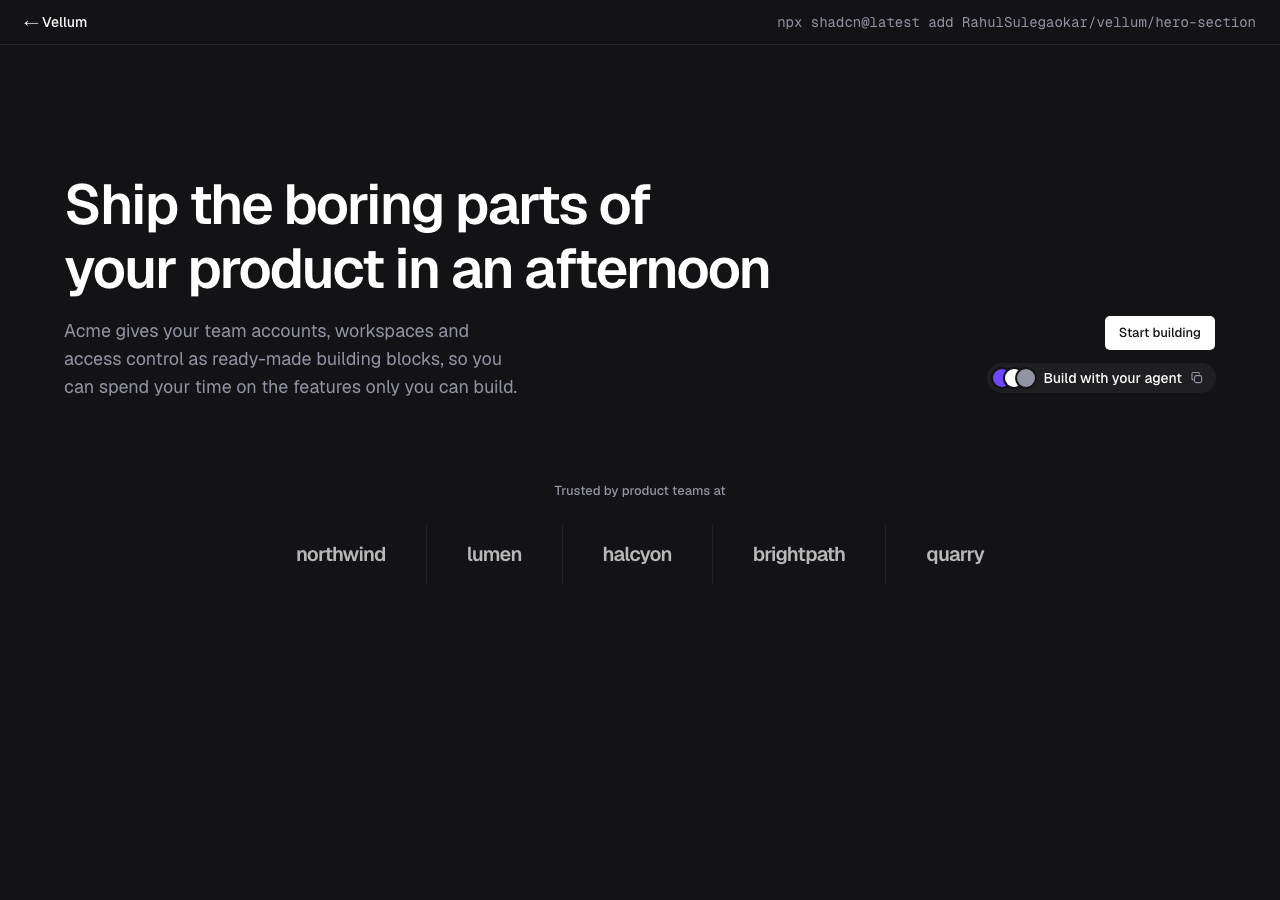 ← Vellum
npx shadcn@latest add RahulSulegaokar/vellum/hero-section
Ship the boring parts of
your product in an afternoon
Acme gives your team accounts, workspaces and
access control as ready-made building blocks, so you
can spend your time on the features only you can build.
Start building
Build with your agent
Trusted by product teams at
northwind
lumen
halcyon
brightpath
quarry